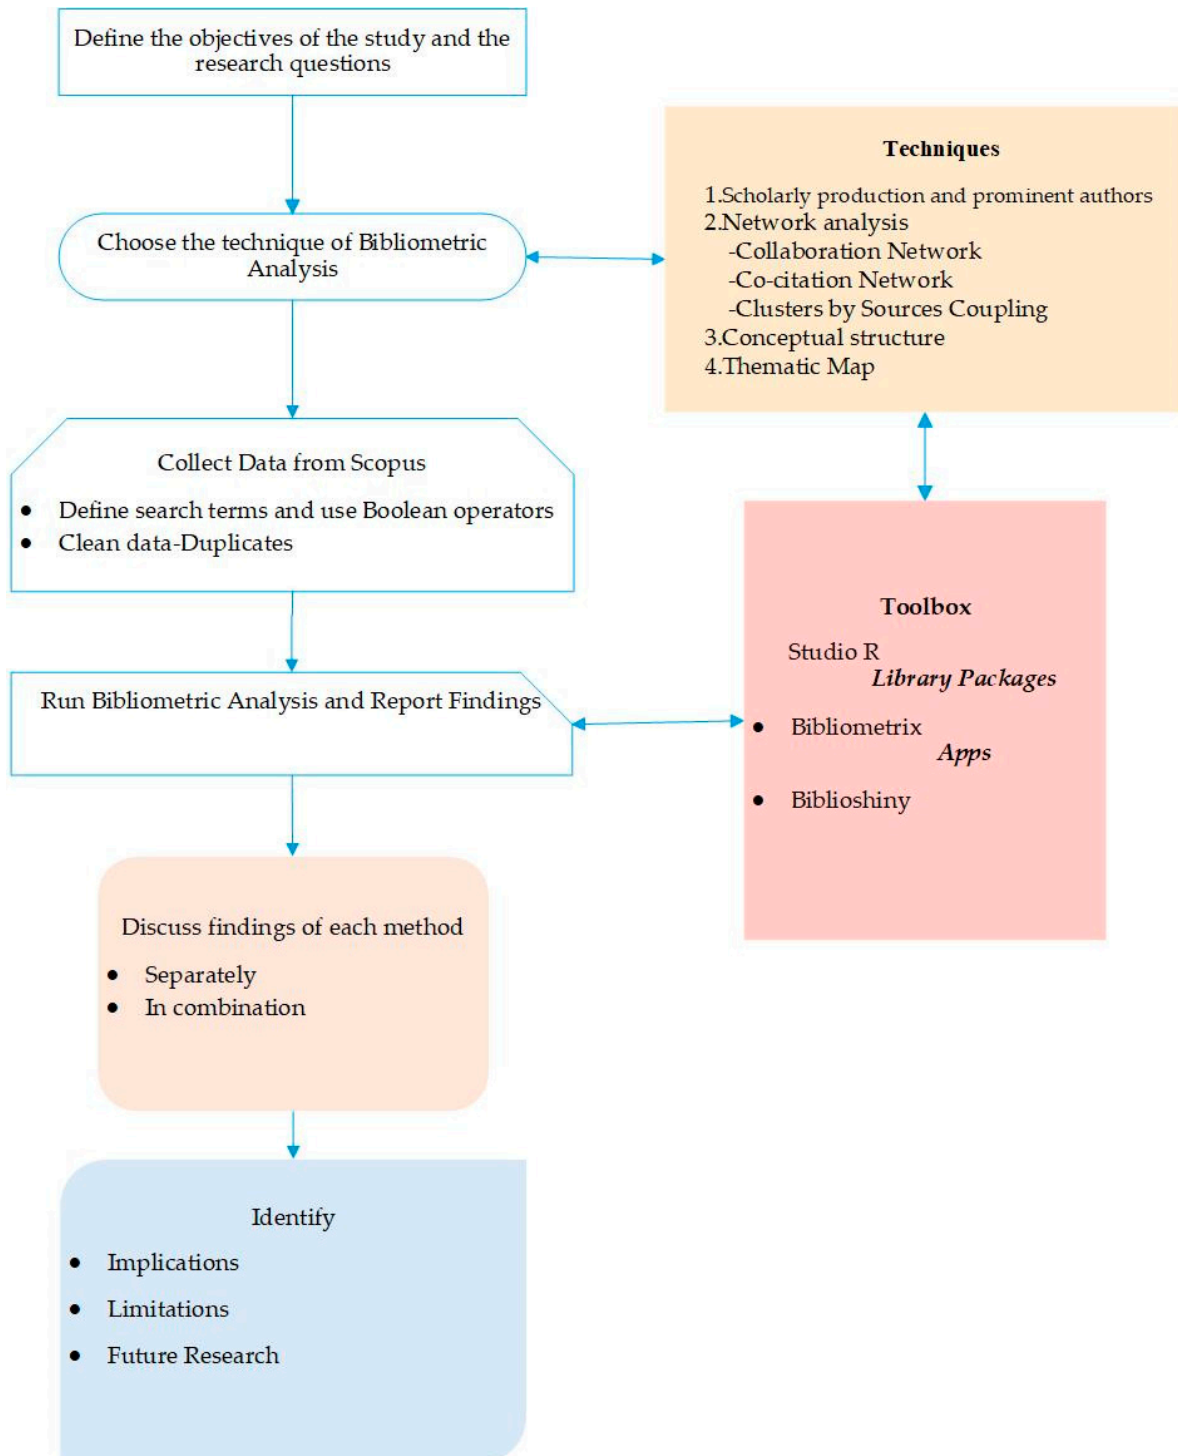 Define the objectives of the study and the
research questions
Choose the technique of Bibliometric
Analysis
Techniques
1.Scholarly production and prominent authors
2.Network analysis
-Collaboration Network
-Co-citation Network
-Clusters by Sources Coupling
3.Conceptual structure
4.Thematic Map
Collect Data from Scopus
● Define search terms and use Boolean operators
● Clean data-Duplicates
Run Bibliometric Analysis and Report Findings
Toolbox
Studio R
Library Packages
● Bibliometrix
Apps
● Biblioshiny
Discuss findings of each method
● Separately
● In combination
Identify
● Implications
● Limitations
● Future Research